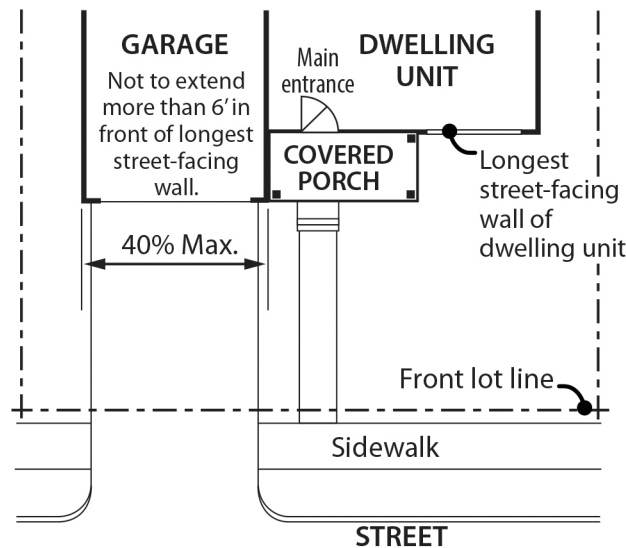 GARAGE
Not to extend
more than 6' in
front of longest
street-facing
wall.
Main
entrance
DWELLING
UNIT
COVERED
PORCH
Longest
street-facing
wall of
dwelling unit
40% Max.
Front lot line
Sidewalk
STREET